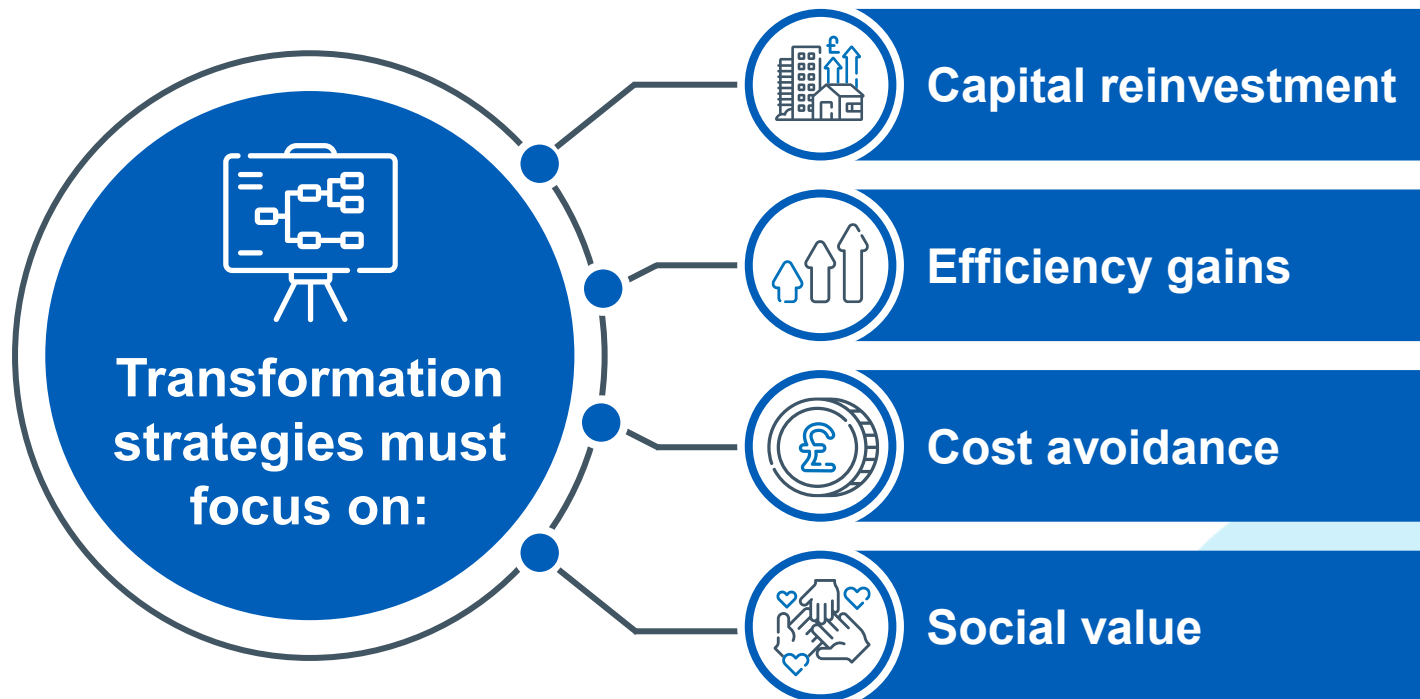 Transformation
strategies must
focus on:
£
Capital reinvestment
Efficiency gains
£
Cost avoidance
Social value